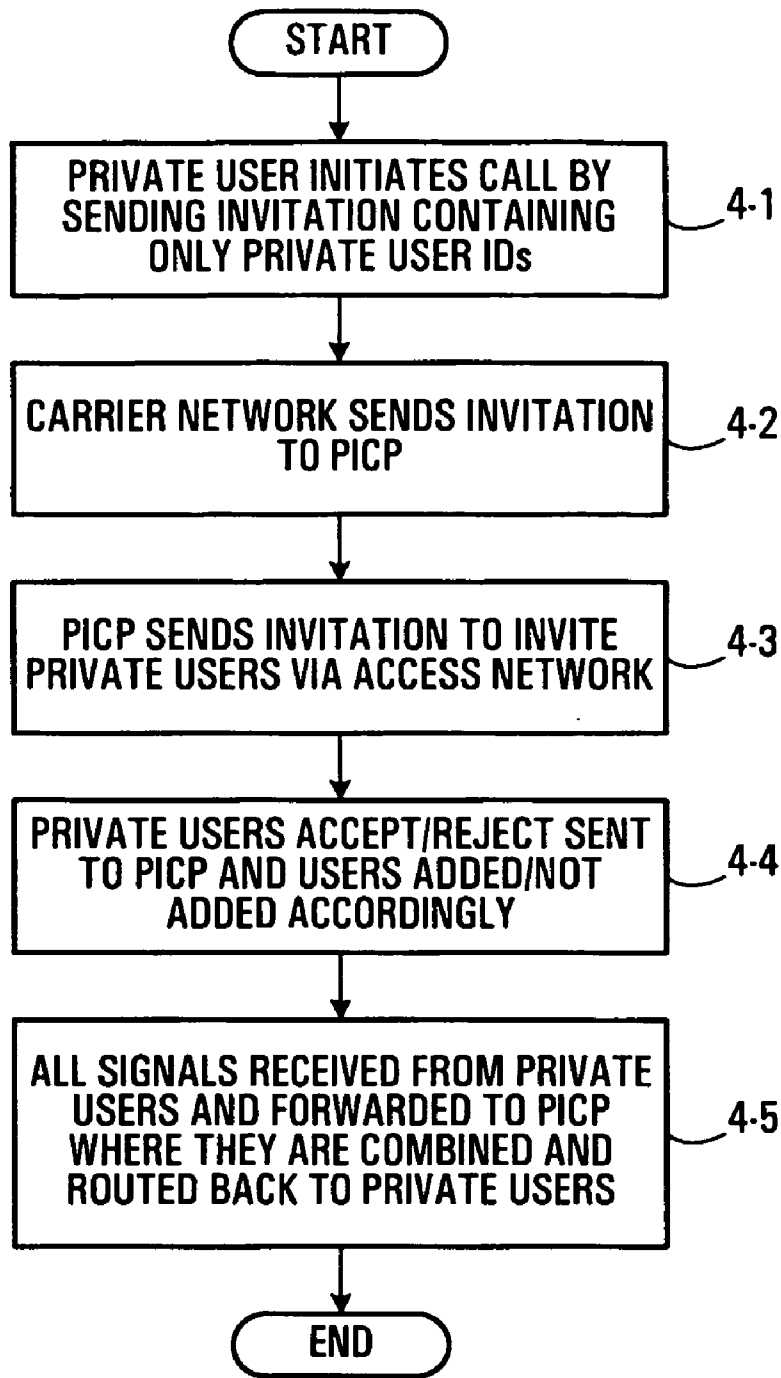 START
PRIVATE USER INITIATES CALL BY
SENDING INVITATION CONTAINING
ONLY PRIVATE USER IDs
4-1
CARRIER NETWORK SENDS INVITATION
TO PICP
4-2
PICP SENDS INVITATION TO INVITE
PRIVATE USERS VIA ACCESS NETWORK
4-3
PRIVATE USERS ACCEPT/REJECT SENT
TO PICP AND USERS ADDED/NOT
ADDED ACCORDINGLY
4-4
ALL SIGNALS RECEIVED FROM PRIVATE
USERS AND FORWARDED TO PICP
WHERE THEY ARE COMBINED AND
ROUTED BACK TO PRIVATE USERS
4-5
END